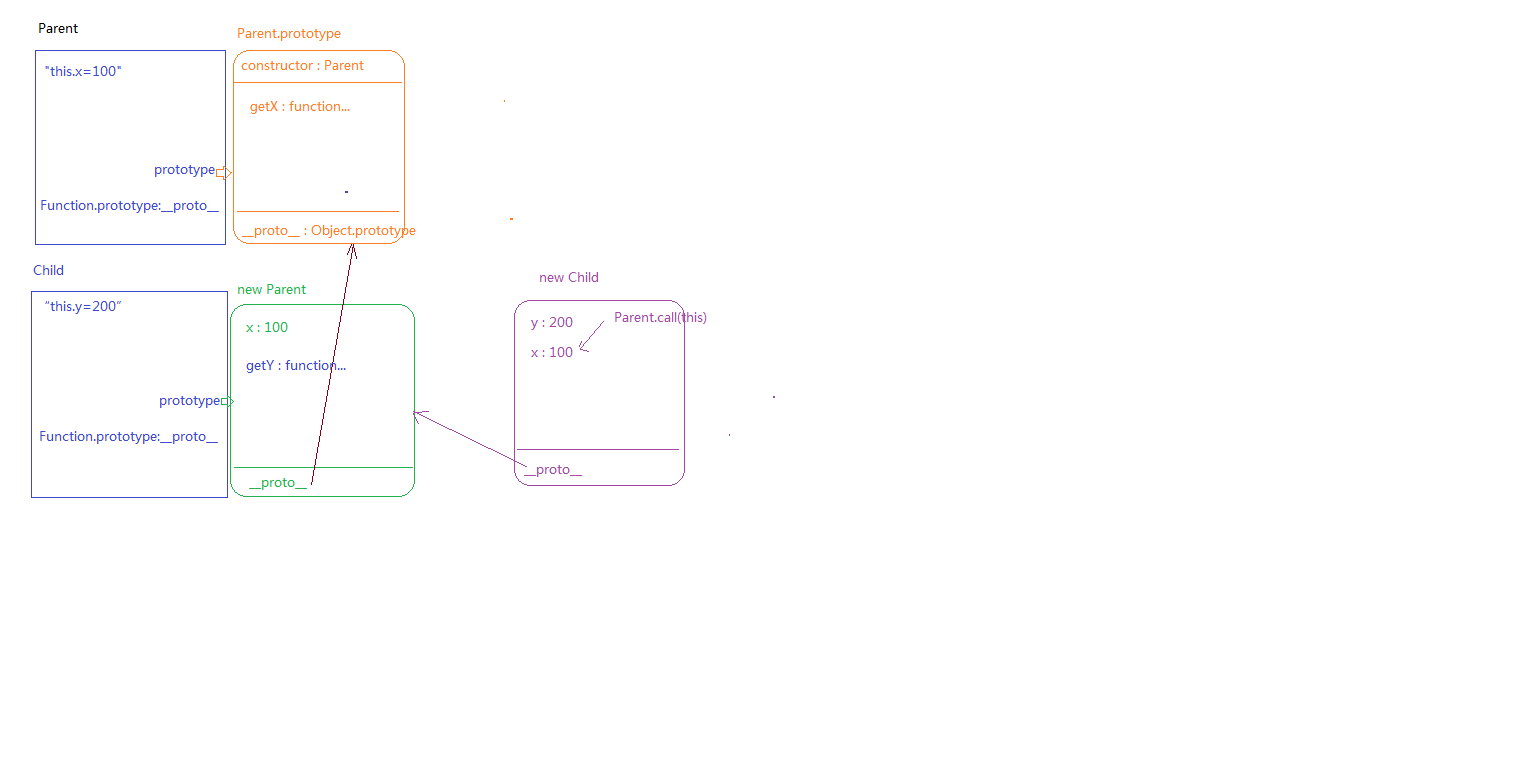 Parent
"this.x=100"
prototype
Function.prototype:__proto__
Parent.prototype
constructor : Parent
getX : function...
__proto__ : Object.prototype
Child
“this.y=200”
prototype
Function.prototype:__proto__
new Parent
x : 100
getY : function...
__proto__
new Child
y : 200
Parent.call(this)
x : 100
__proto__